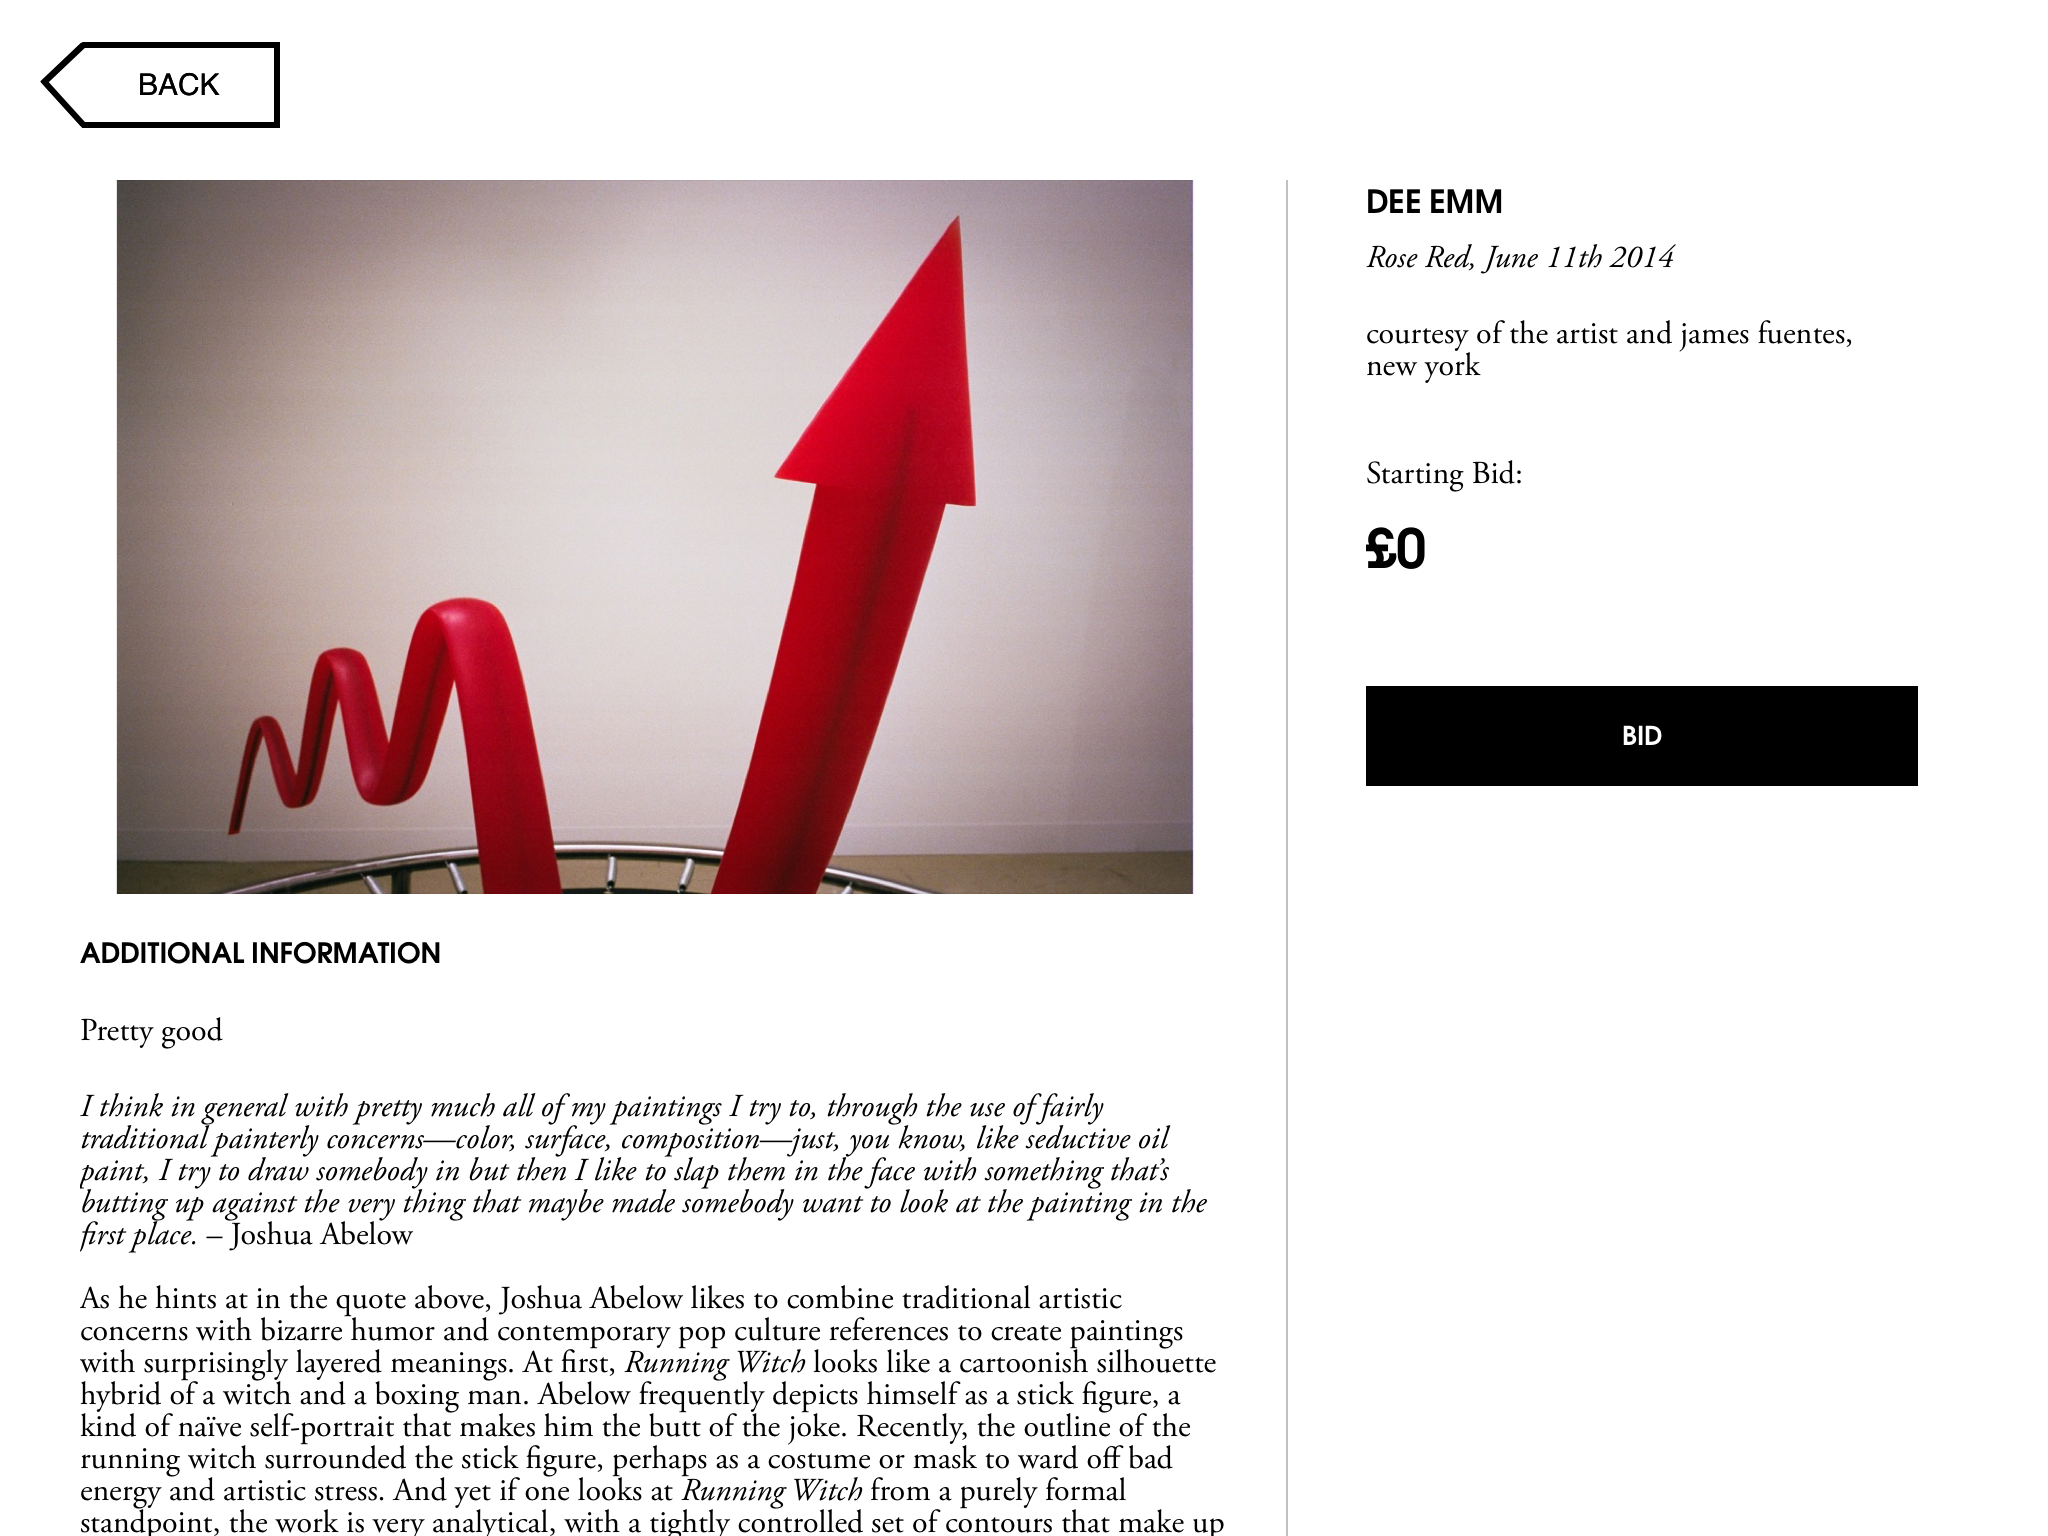 BACK
DEE EMM
Rose Red, June 11th 2014
courtesy of the artist and james fuentes,
new york
Starting Bid:
£0
BID
ADDITIONAL INFORMATION
Pretty good
I think in general with pretty much all of my paintings I try to, through the use of fairly
traditional painterly concerns—color, surface, composition—just, you know, like seductive oil
paint, I try to draw somebody in but then I like to slap them in the face with something that’s
butting up against the very thing that maybe made somebody want to look at the painting in the
first place. – Joshua Abelow
As he hints at in the quote above, Joshua Abelow likes to combine traditional artistic
concerns with bizarre humor and contemporary pop culture references to create paintings
with surprisingly layered meanings. At first, Running Witch looks like a cartoonish silhouette
hybrid of a witch and a boxing man. Abelow frequently depicts himself as a stick figure, a
kind of naïve self-portrait that makes him the butt of the joke. Recently, the outline of the
running witch surrounded the stick figure, perhaps as a costume or mask to ward off bad
energy and artistic stress. And yet if one looks at Running Witch from a purely formal
standpoint, the work is very analytical, with a tightly controlled set of contours that make up